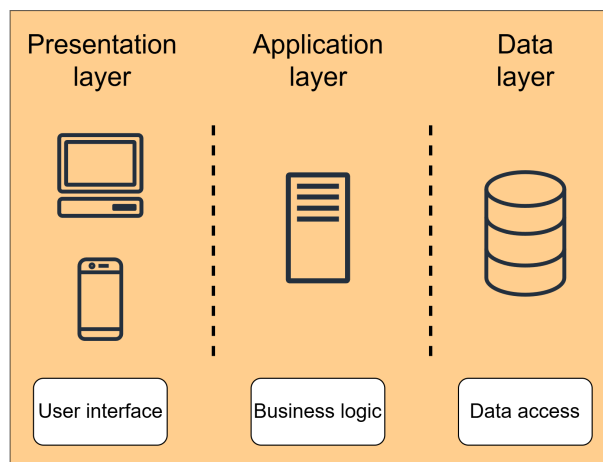 Presentation
layer
Application
layer
Data
layer
User interface
Business logic
Data access